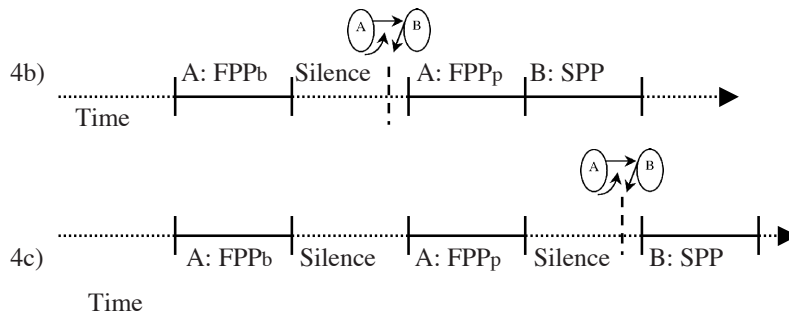 A B
4b) A: FPPb Silence A: FPPp B: SPP
Time
A B
4c) A: FPPb Silence A: FPPp Silence B: SPP
Time